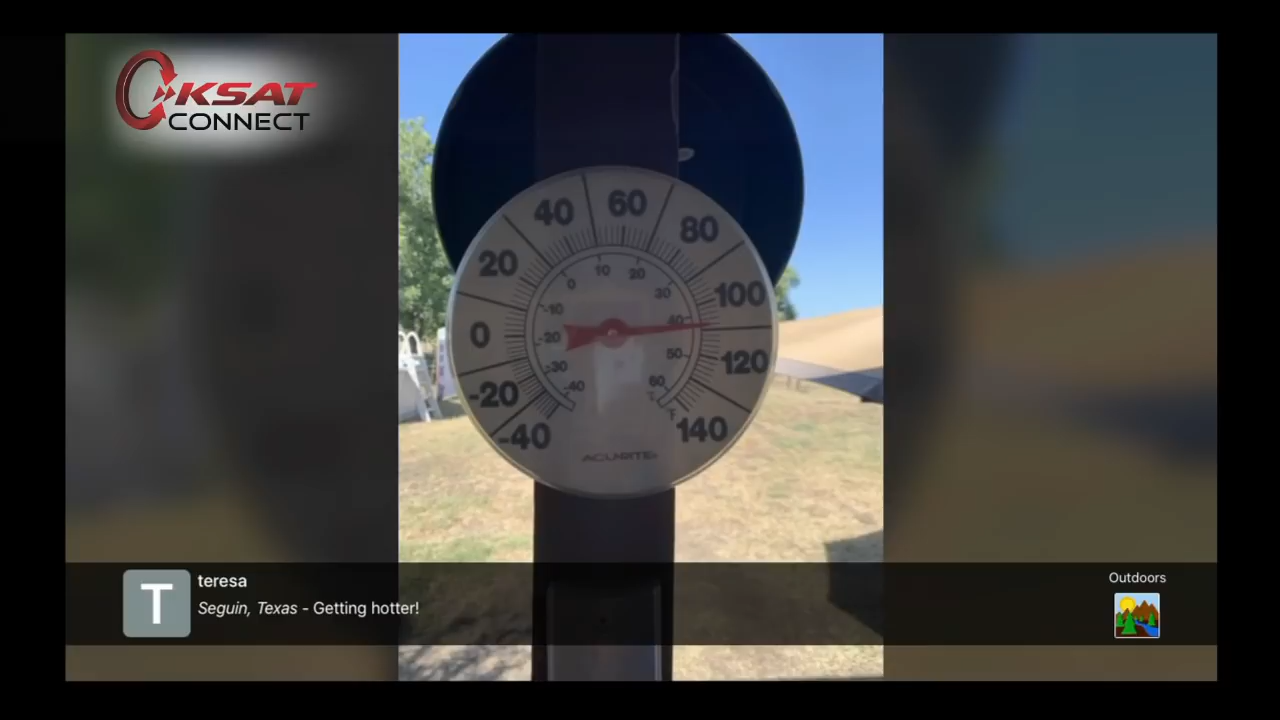 KSAT
CONNECT
60
40
80
20
100
0
120
-20
140
-40
10
20
0
30
-10
40
-20
50
-30
60
-40
°C
°F
ACURITE
T
teresa
Seguin, Texas - Getting hotter!
Outdoors